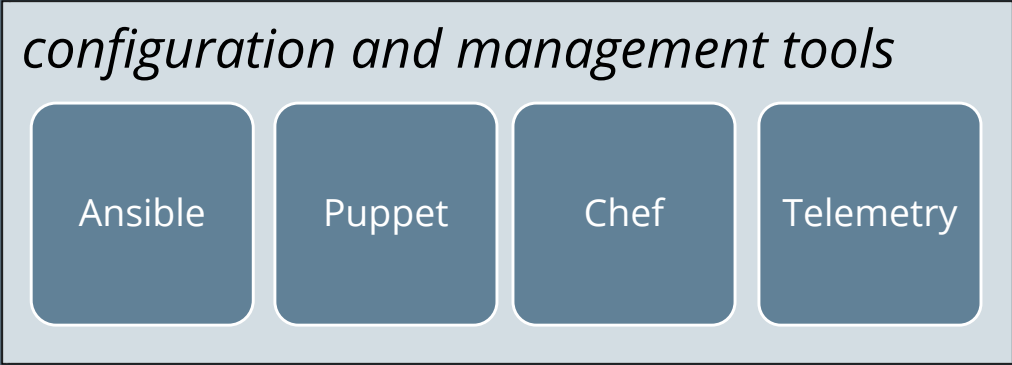 configuration and management tools
Ansible
Puppet
Chef
Telemetry